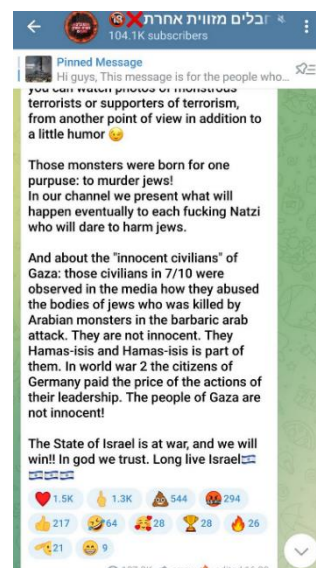 מזווית אחרת
104.1K subscribers
Pinned Message
Hi guys, This message is for the people who...
you can watch photos of monstrous
terrorists or supporters of terrorism,
from another point of view in addition to
a little humor 😉
Those monsters were born for one
purpuse: to murder jews!
In our channel we present what will
happen eventually to each fucking Natzi
who will dare to harm jews.
And about the "innocent civilians" of
Gaza: those civilians in 7/10 were
observed in the media how they abused
the bodies of jews who was killed by
Arabian monsters in the barbaric arab
attack. They are not innocent. They
Hamas-isis and Hamas-isis is part of
them. In world war 2 the citizens of
Germany paid the price of the actions of
their leadership. The people of Gaza are
not innocent!
The State of Israel is at war, and we will
win!! In god we trust. Long live Israel🇮🇱
🇮🇱🇮🇱🇮🇱
1.5K 1.3K 544 294
217 64 28 28 26
21 9